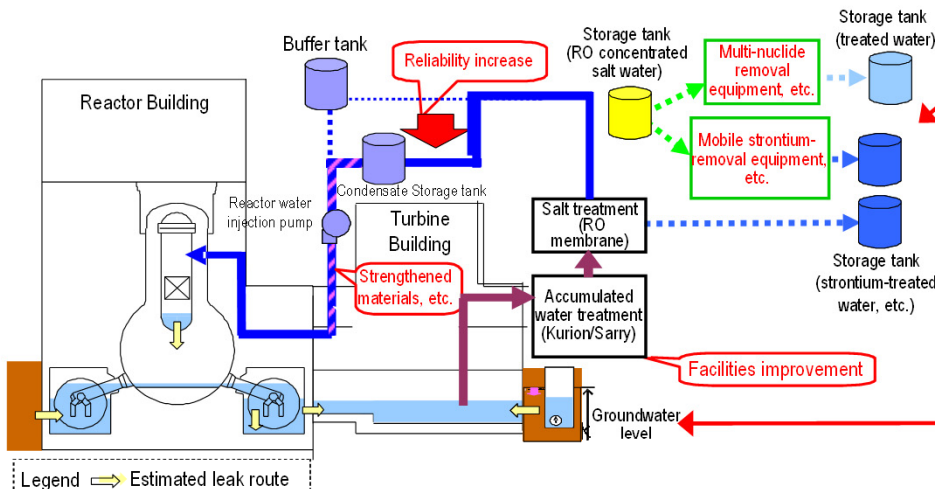 Storage tank
(treated water)
Storage tank
(RO concentrated
salt water)
Multi-nuclide
removal
equipment, etc.
Buffer tank
Reliability increase
Reactor Building
Mobile strontium-
removal equipment,
etc.
Condensate Storage tank
Reactor water
injection pump
Turbine
Building
Salt treatment
(RO
membrane)
Storage tank
(strontium-treated
water, etc.)
Strengthened
materials, etc.
Accumulated
water treatment
(Kurion/Sarry)
Facilities improvement
Groundwater
level
Legend Estimated leak route